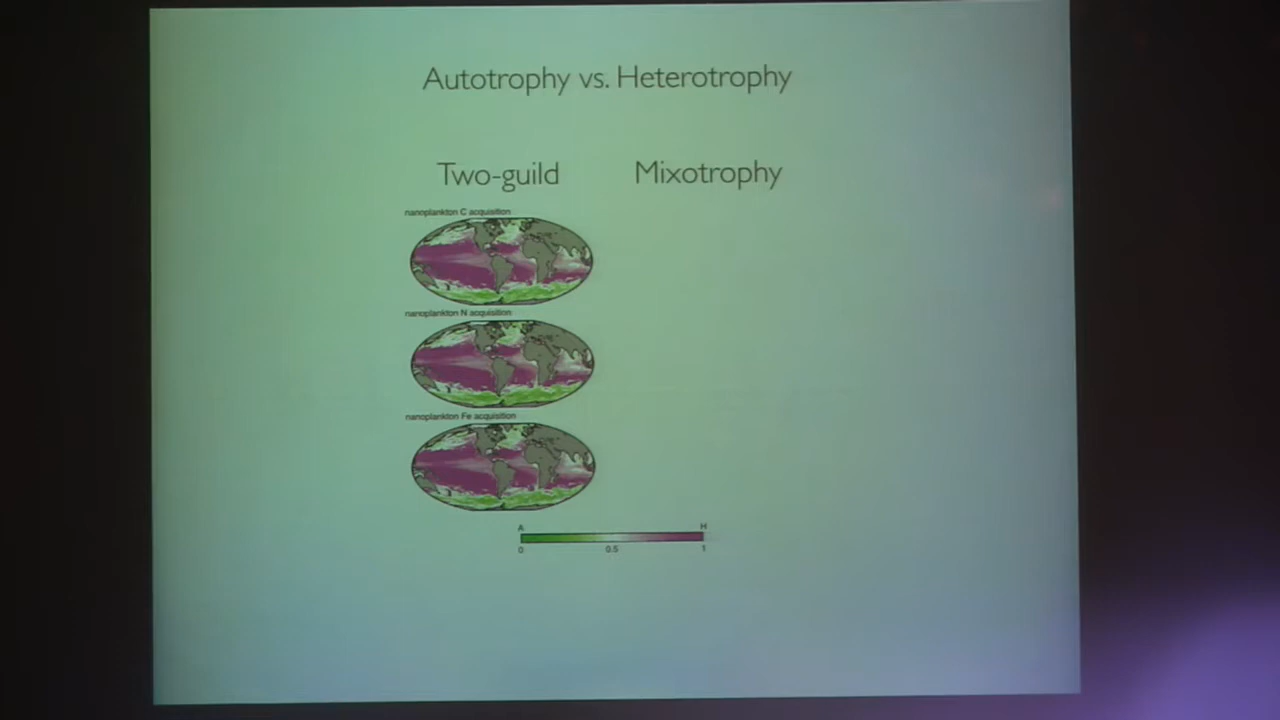 Autotrophy vs. Heterotrophy
Two-guild Mixotrophy
nanoplankton C acquisition
nanoplankton N acquisition
nanoplankton Fe acquisition
A H
0 0.5 1